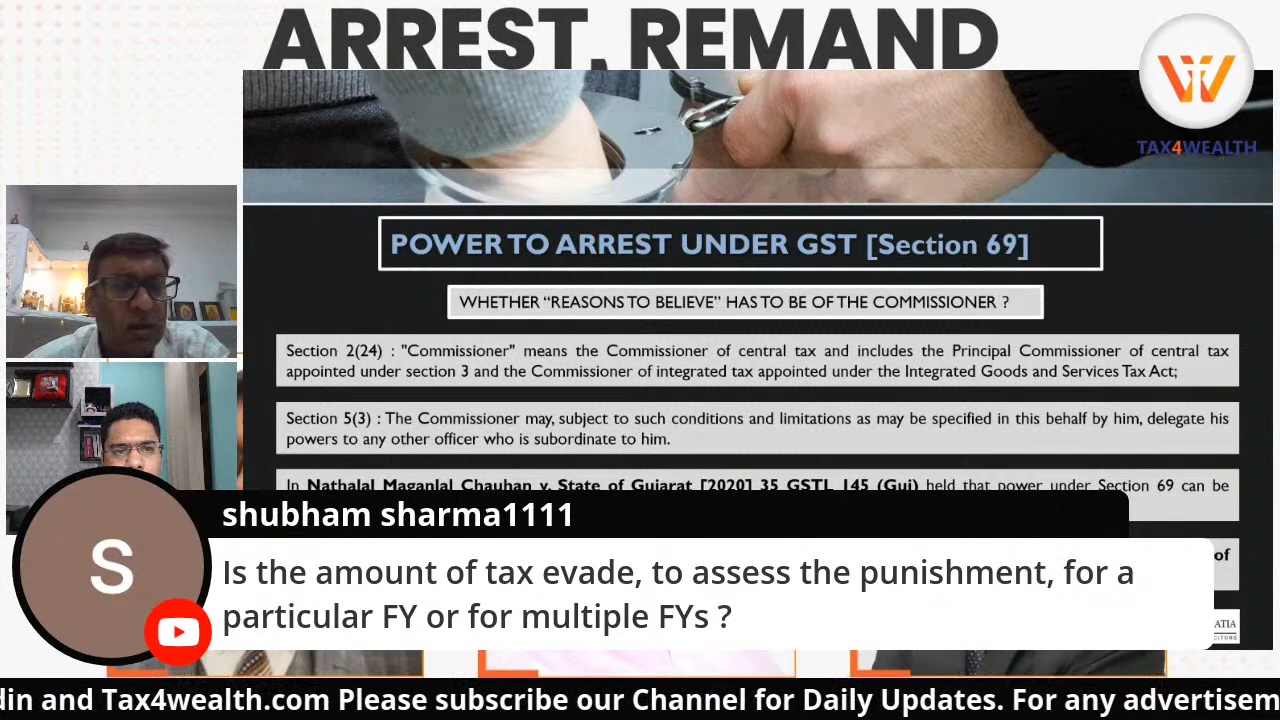 ARREST, REMAND
TAX4WEALTH
POWER TO ARREST UNDER GST [Section 69]
WHETHER “REASONS TO BELIEVE” HAS TO BE OF THE COMMISSIONER ?
Section 2(24) : "Commissioner" means the Commissioner of central tax and includes the Principal Commissioner of central tax
appointed under section 3 and the Commissioner of integrated tax appointed under the Integrated Goods and Services Tax Act;
Section 5(3) : The Commissioner may, subject to such conditions and limitations as may be specified in this behalf by him, delegate his
powers to any other officer who is subordinate to him.
In Nathalal Maganlal Chauhan v. State of Gujarat [2020] 35 GSTL 145 (Gui) held that power under Section 69 can be
of
shubham sharma1111
S
Is the amount of tax evade, to assess the punishment, for a
particular FY or for multiple FYs ?
ATIA
din and Tax4wealth.com Please subscribe our Channel for Daily Updates. For any advertisem